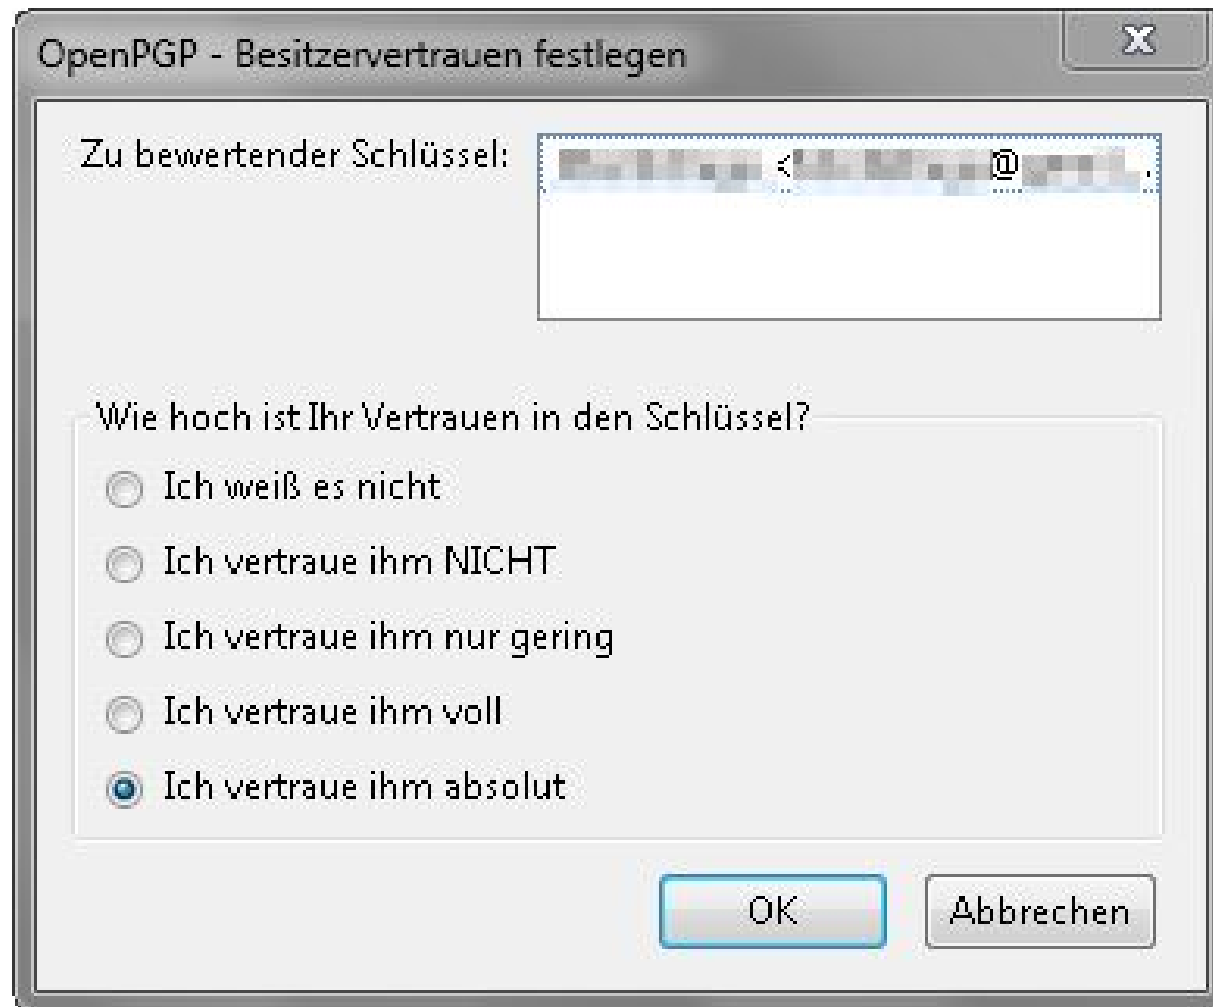 OpenPGP - Besitzervertrauen festlegen
Zu bewertender Schlüssel:
< @ .
Wie hoch ist Ihr Vertrauen in den Schlüssel?
Ich weiß es nicht
Ich vertraue ihm NICHT
Ich vertraue ihm nur gering
Ich vertraue ihm voll
Ich vertraue ihm absolut
OK Abbrechen